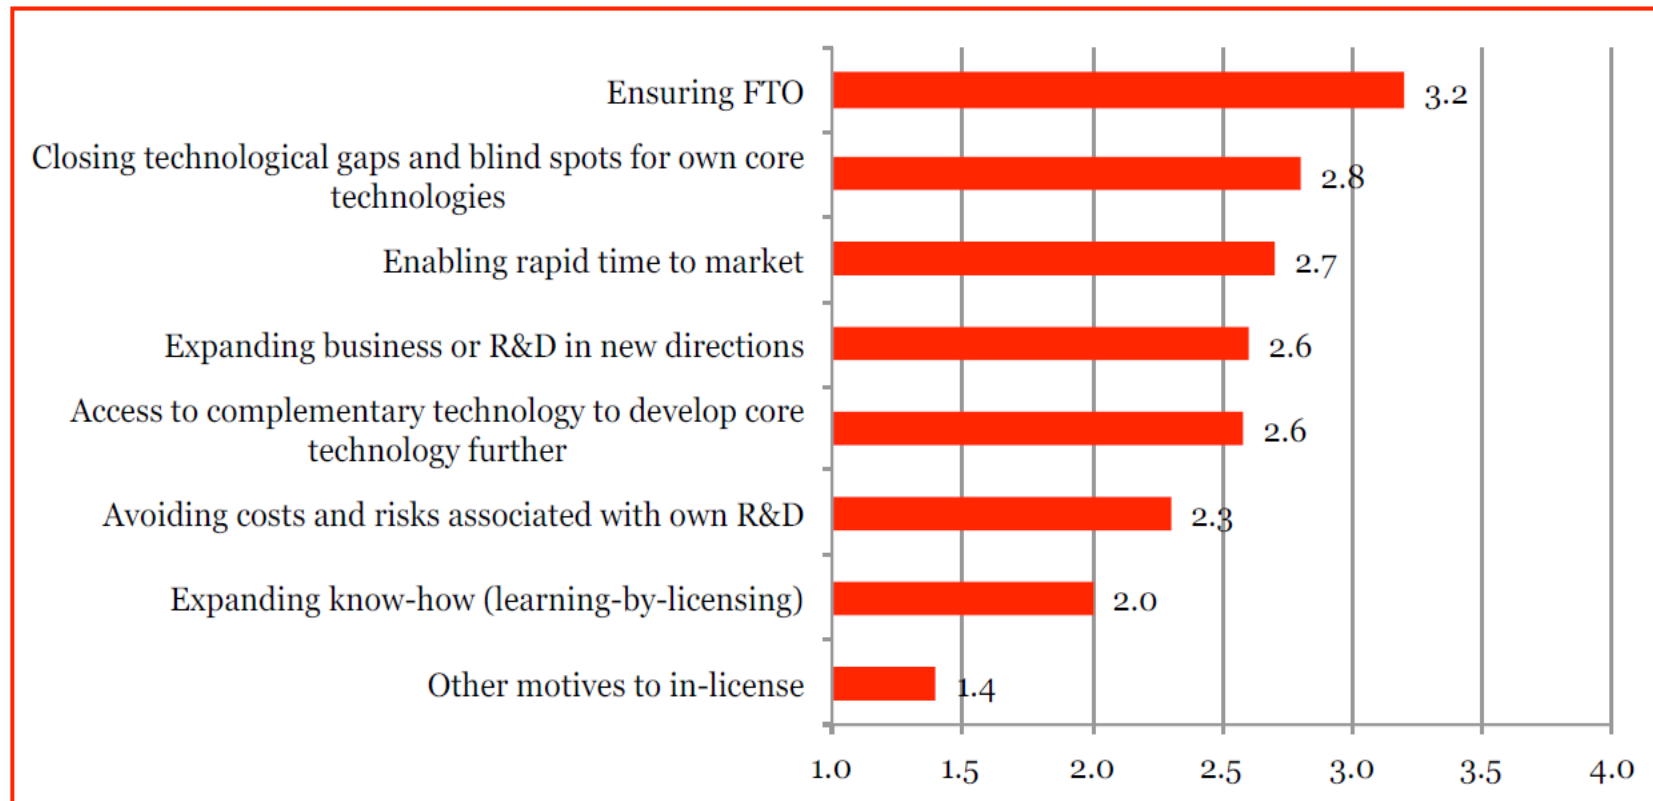 Ensuring FTO
3.2
Closing technological gaps and blind spots for own core
technologies
2.8
Enabling rapid time to market
2.7
Expanding business or R&D in new directions
2.6
Access to complementary technology to develop core
technology further
2.6
Avoiding costs and risks associated with own R&D
2.3
Expanding know-how (learning-by-licensing)
2.0
Other motives to in-license
1.4
1.0 1.5 2.0 2.5 3.0 3.5 4.0